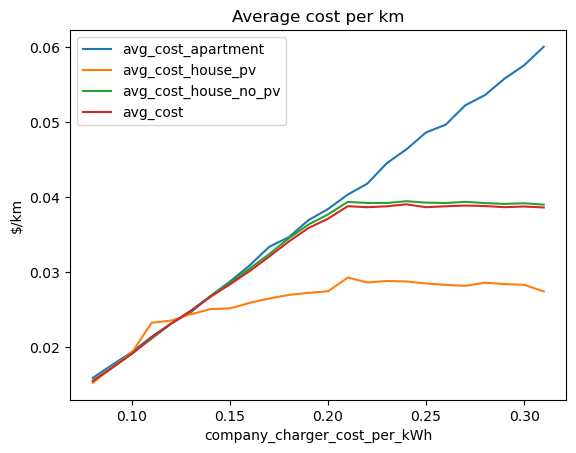 Average cost per km
avg_cost_apartment
avg_cost_house_pv
avg_cost_house_no_pv
avg_cost
0.06
0.05
0.04
0.03
0.02
$/km
0.10 0.15 0.20 0.25 0.30
company_charger_cost_per_kWh